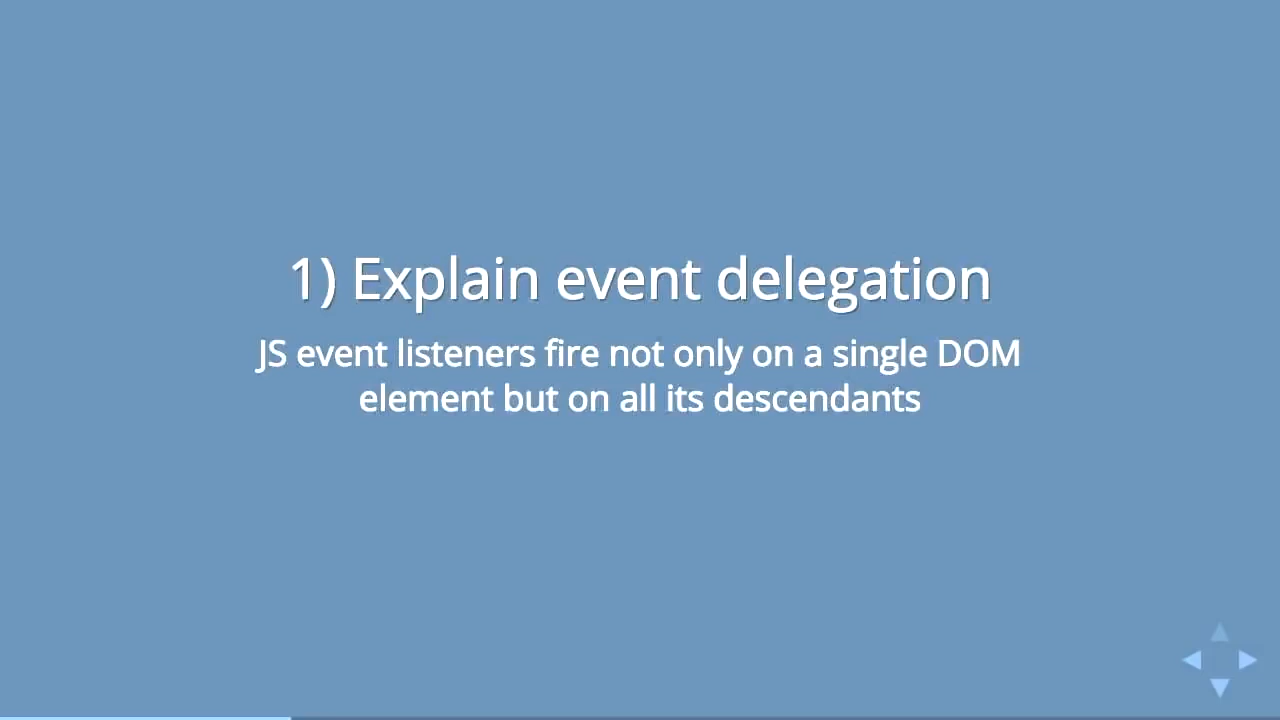 1) Explain event delegation
JS event listeners fire not only on a single DOM
element but on all its descendants